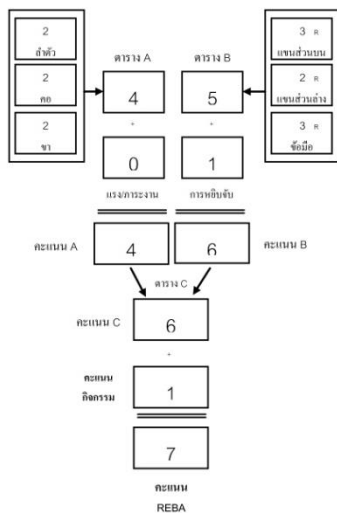 2
ลำตัว
2
คอ
2
ขา
ตาราง A
4
+
0
แรง/ภาระงาน
ตาราง B
5
+
1
การหยิบจับ
3 R
แขนส่วนบน
2 R
แขนส่วนล่าง
3 R
ข้อมือ
คะแนน A
4
6
คะแนน B
ตาราง C
คะแนน C
6
+
คะแนน
กิจกรรม
1
7
คะแนน
REBA